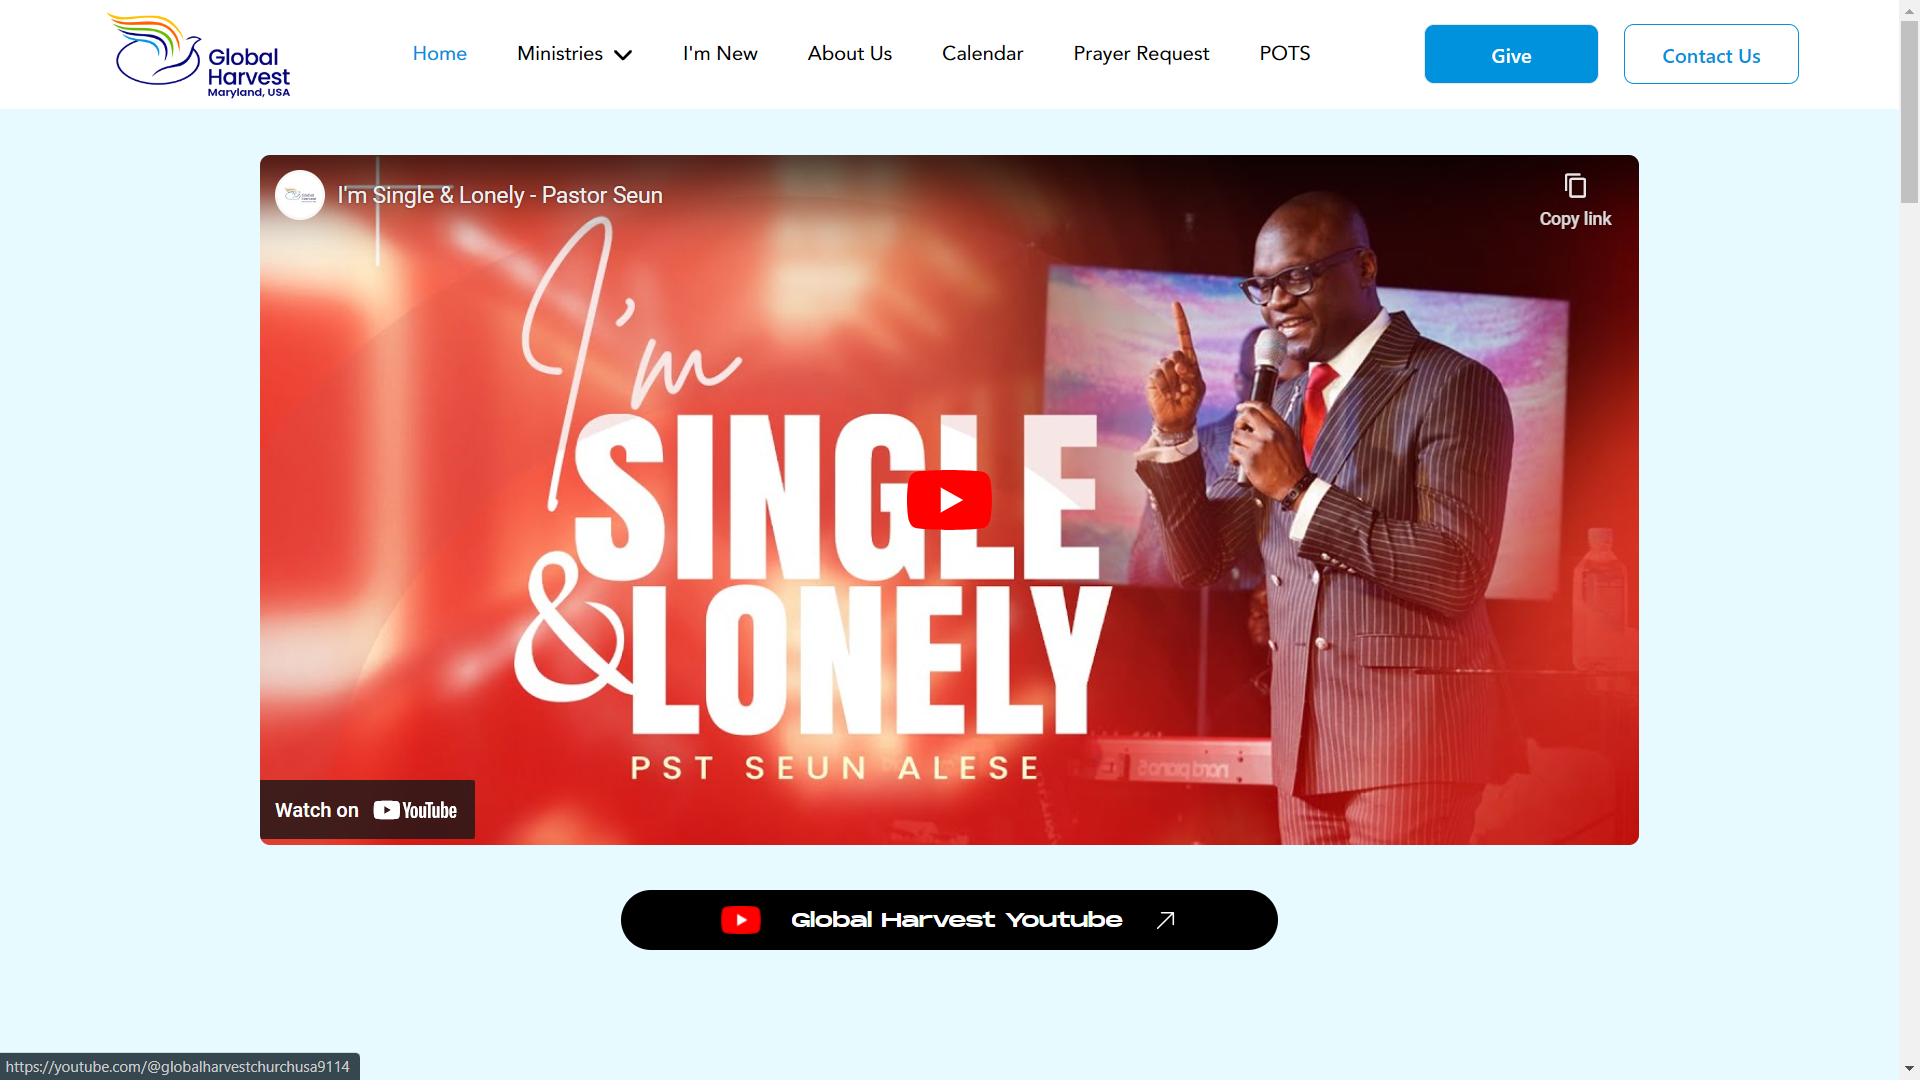 Global
Harvest
Maryland, USA
Home
Ministries
I'm New
About Us
Calendar
Prayer Request
POTS
Give
Contact Us
I'm Single & Lonely - Pastor Seun
Copy link
I'm
SINGLE
& LONELY
PST SEUN ALESE
Watch on YouTube
Global Harvest Youtube
https://youtube.com/@globalharvestchurchusa9114